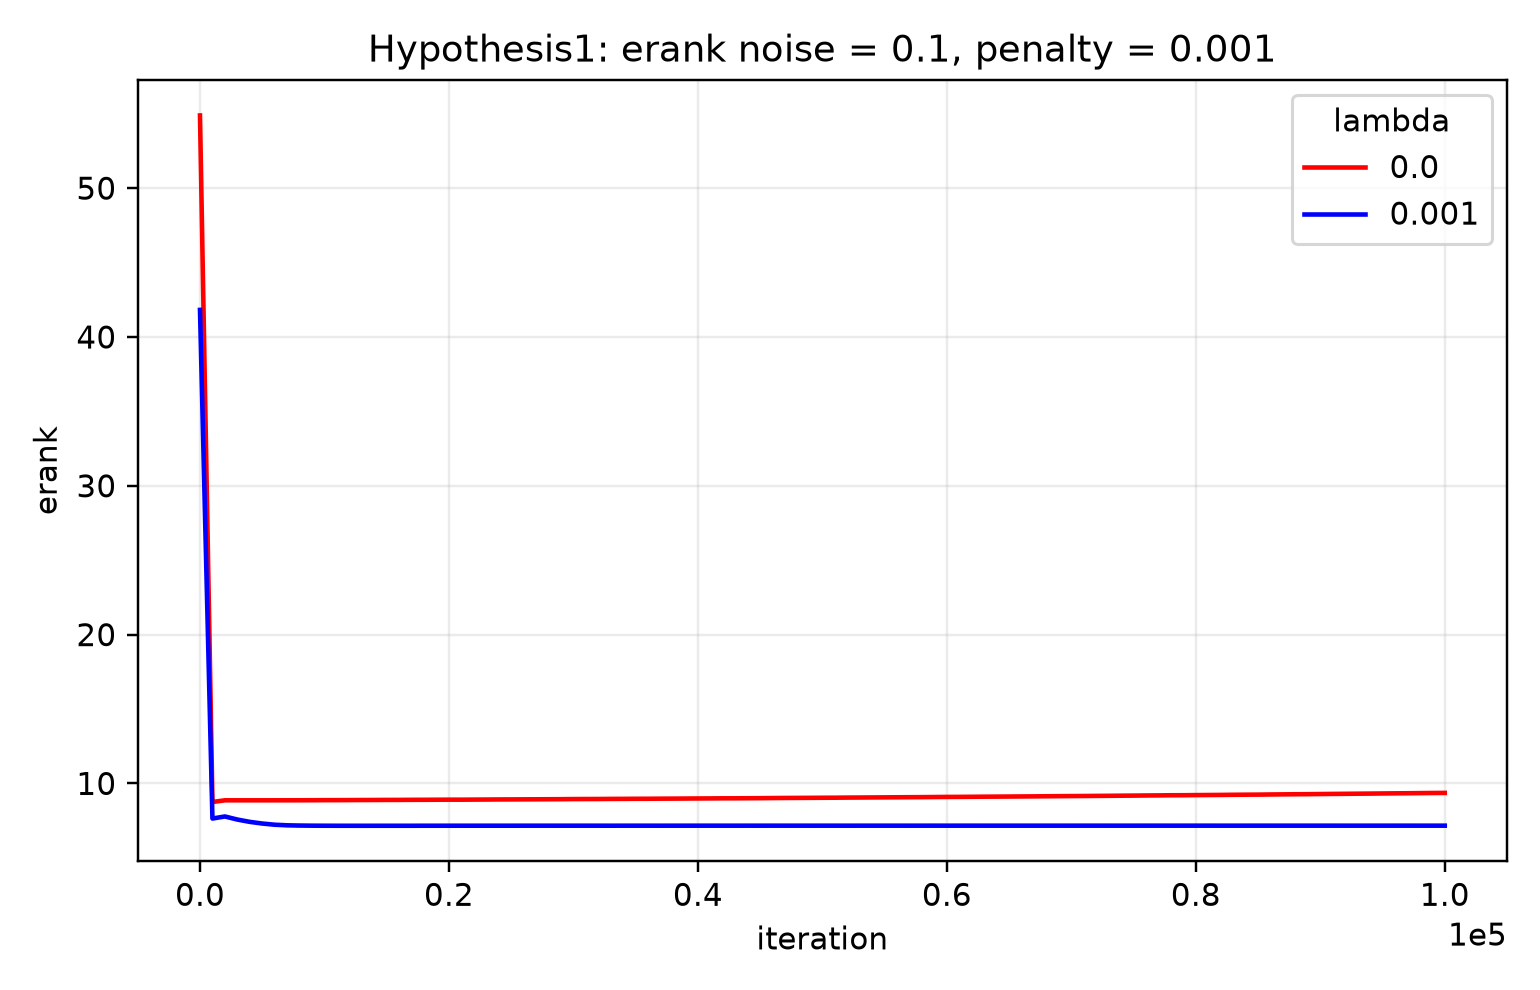 Hypothesis1: erank noise = 0.1, penalty = 0.001
lambda
0.0
0.001
erank
50
40
30
20
10
0.0 0.2 0.4 0.6 0.8 1.0
1e5
iteration